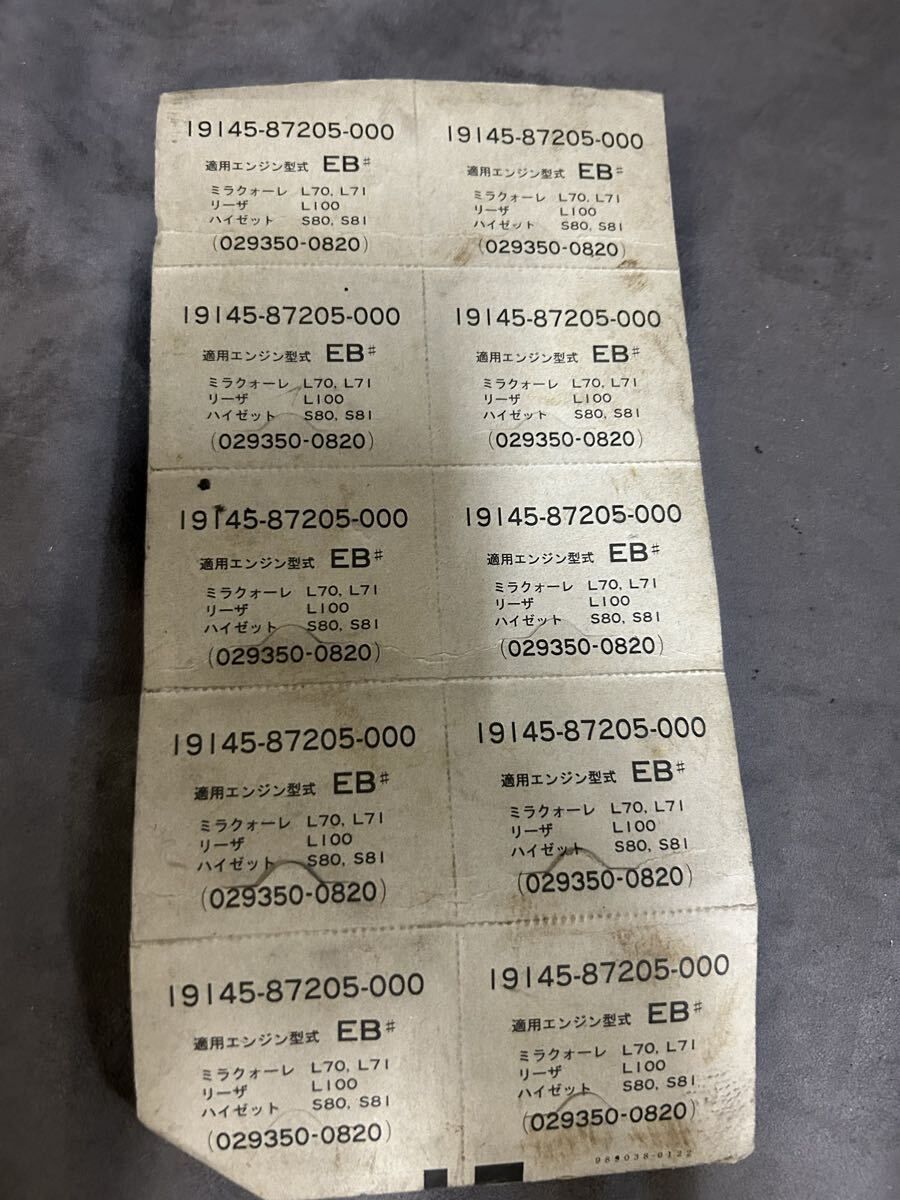 19145-87205-000
適用エンジン型式 EB#
ミラクォーレ L70, L71
リーザ L100
ハイゼット S80, S81
(029350-0820)
19145-87205-000
適用エンジン型式 EB#
ミラクォーレ L70, L71
リーザ L100
ハイゼット S80, S81
(029350-0820)
19145-87205-000
適用エンジン型式 EB#
ミラクォーレ L70, L71
リーザ L100
ハイゼット S80, S81
(029350-0820)
19145-87205-000
適用エンジン型式 EB#
ミラクォーレ L70, L71
リーザ L100
ハイゼット S80, S81
(029350-0820)
19145-87205-000
適用エンジン型式 EB#
ミラクォーレ L70, L71
リーザ L100
ハイゼット S80, S81
(029350-0820)
19145-87205-000
適用エンジン型式 EB#
ミラクォーレ L70, L71
リーザ L100
ハイゼット S80, S81
(029350-0820)
19145-87205-000
適用エンジン型式 EB#
ミラクォーレ L70, L71
リーザ L100
ハイゼット S80, S81
(029350-0820)
19145-87205-000
適用エンジン型式 EB#
ミラクォーレ L70, L71
リーザ L100
ハイゼット S80, S81
(029350-0820)
19145-87205-000
適用エンジン型式 EB#
ミラクォーレ L70, L71
リーザ L100
ハイゼット S80, S81
(029350-0820)
19145-87205-000
適用エンジン型式 EB#
ミラクォーレ L70, L71
リーザ L100
ハイゼット S80, S81
(029350-0820)